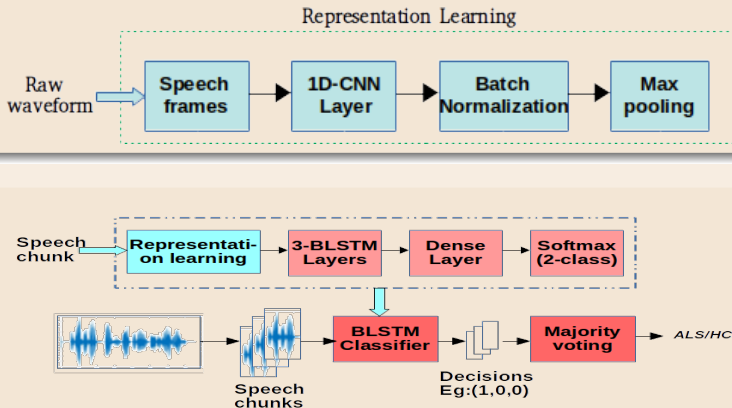 Representation Learning
Raw
waveform
Speech
frames
1D-CNN
Layer
Batch
Normalization
Max
pooling
Speech
chunk
Representati-
on learning
3-BLSTM
Layers
Dense
Layer
Softmax
(2-class)
Speech
chunks
BLSTM
Classifier
Decisions
Eg:(1,0,0)
Majority
voting
ALS/HC